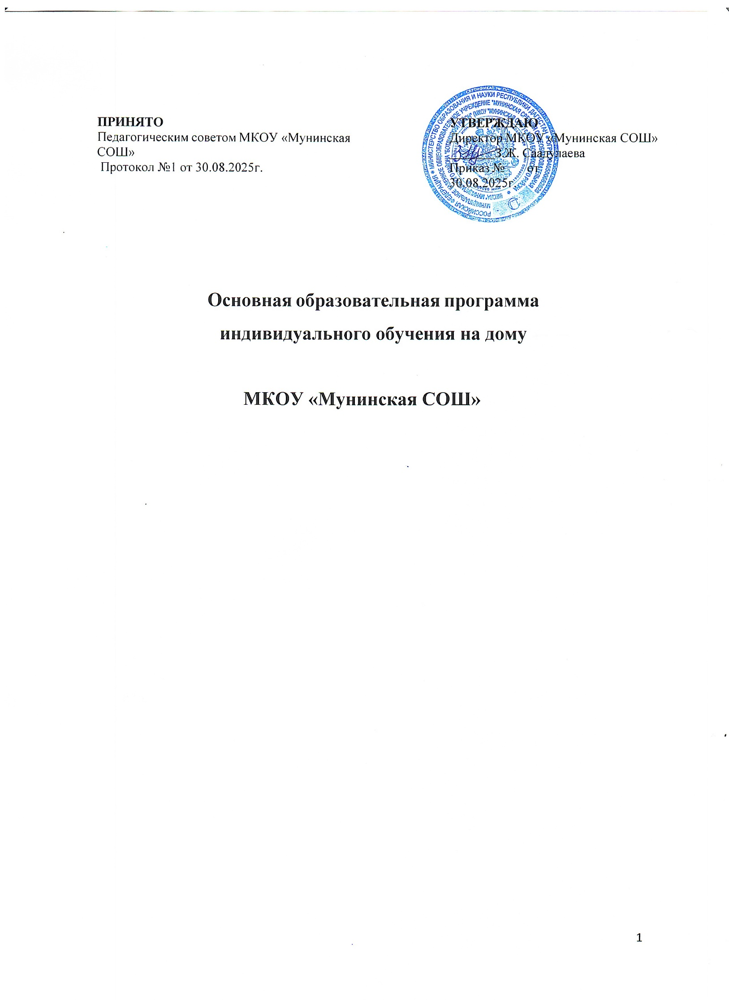 ПРИНЯТО
Педагогическим советом МКОУ «Мунинская
СОШ»
Протокол №1 от 30.08.2025г.
УТВЕРЖДАЮ
Директор МКОУ «Мунинская СОШ»
З.Ж. Саадулаева
Приказ № от
30.08.2025г.
РОССИЙСКАЯ ФЕДЕРАЦИЯ * МИНИСТЕРСТВО ОБРАЗОВАНИЯ И НАУКИ РЕСПУБЛИКИ ДАГЕСТАН *
Основная образовательная программа
индивидуального обучения на дому
МКОУ «Мунинская СОШ»
1